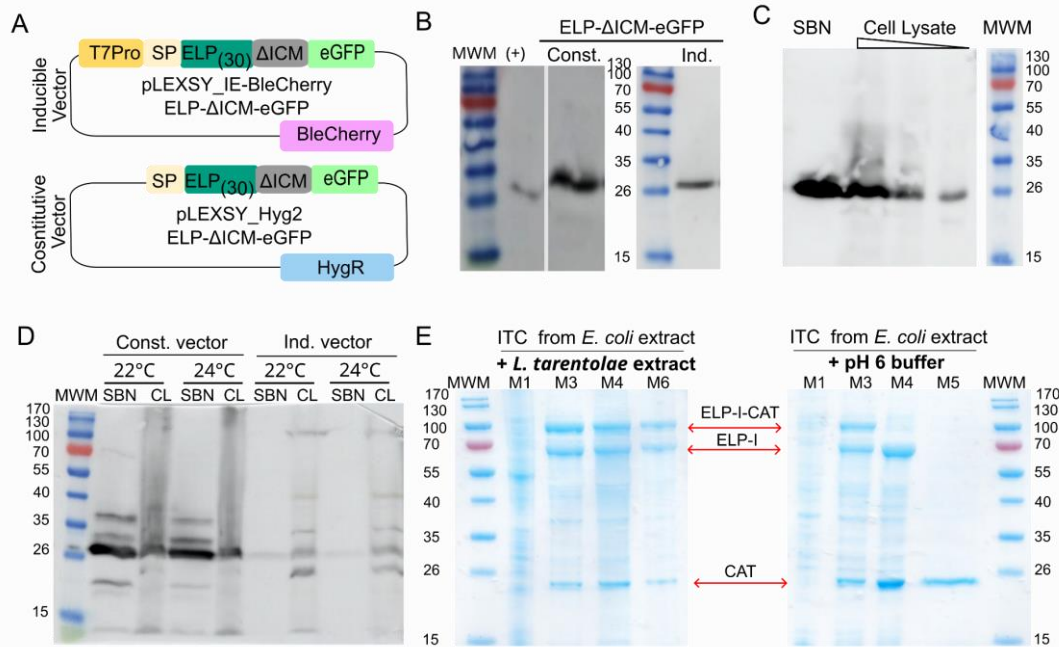 A
Inducible
Vector
T7Pro SP ELP(30) ΔICM eGFP
pLEXSY_IE-BleCherry
ELP-ΔICM-eGFP
BleCherry
Cosntitutive
Vector
SP ELP(30) ΔICM eGFP
pLEXSY_Hyg2
ELP-ΔICM-eGFP
HygR
B
ELP-ΔICM-eGFP
MWM (+) Const. Ind.
130
100
70
55
40
35
26
15
C
SBN Cell Lysate MWM
130
100
70
55
40
35
26
15
D
Const. vector Ind. vector
22°C 24°C 22°C 24°C
MWM SBN CL SBN CL SBN CL SBN CL
170
130
100
70
55
40
35
26
15
E
ITC from E. coli extract
+ L. tarentolae extract
MWM M1 M3 M4 M6
170
130
100
70
55
40
35
26
15
ELP-I-CAT
ELP-I
CAT
ITC from E. coli extract
+ pH 6 buffer
M1 M3 M4 M5 MWM
170
130
100
70
55
40
35
26
15